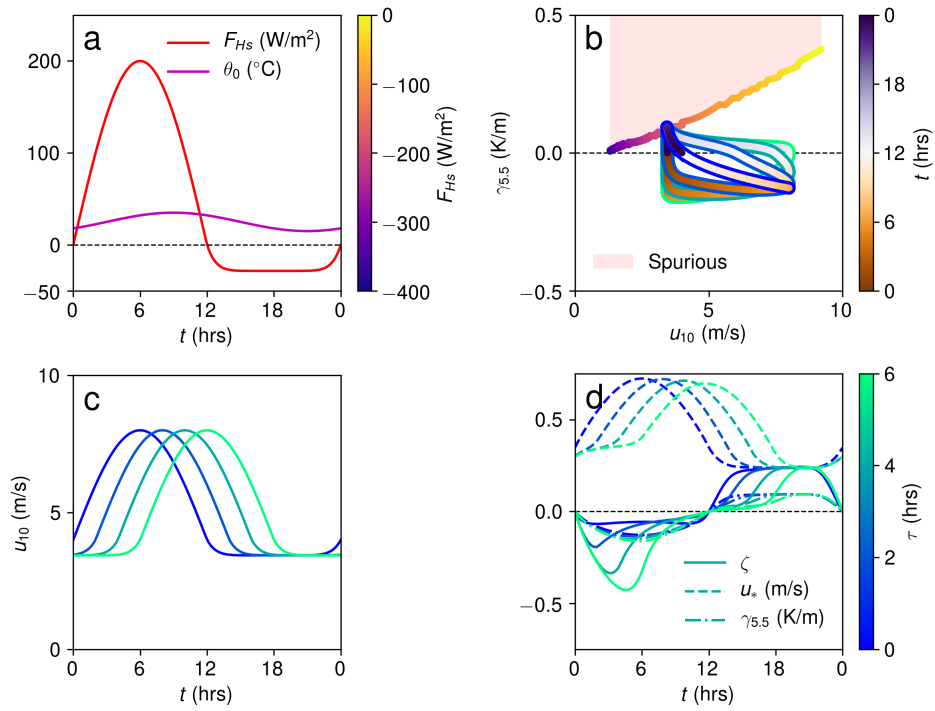 a
F_Hs (W/m²)
θ₀ (°C)
200
100
0
−50
0 6 12 18 0
t (hrs)
0
−100
−200
−300
−400
F_Hs (W/m²)
b
0.5
0.0
−0.5
γ₅.₅ (K/m)
Spurious
0 5 10
u₁₀ (m/s)
0
18
12
6
0
t (hrs)
c
10
5
0
u₁₀ (m/s)
0 6 12 18 0
t (hrs)
d
0.5
0.0
−0.5
ζ
u* (m/s)
γ₅.₅ (K/m)
0 6 12 18 0
t (hrs)
6
4
2
0
τ (hrs)